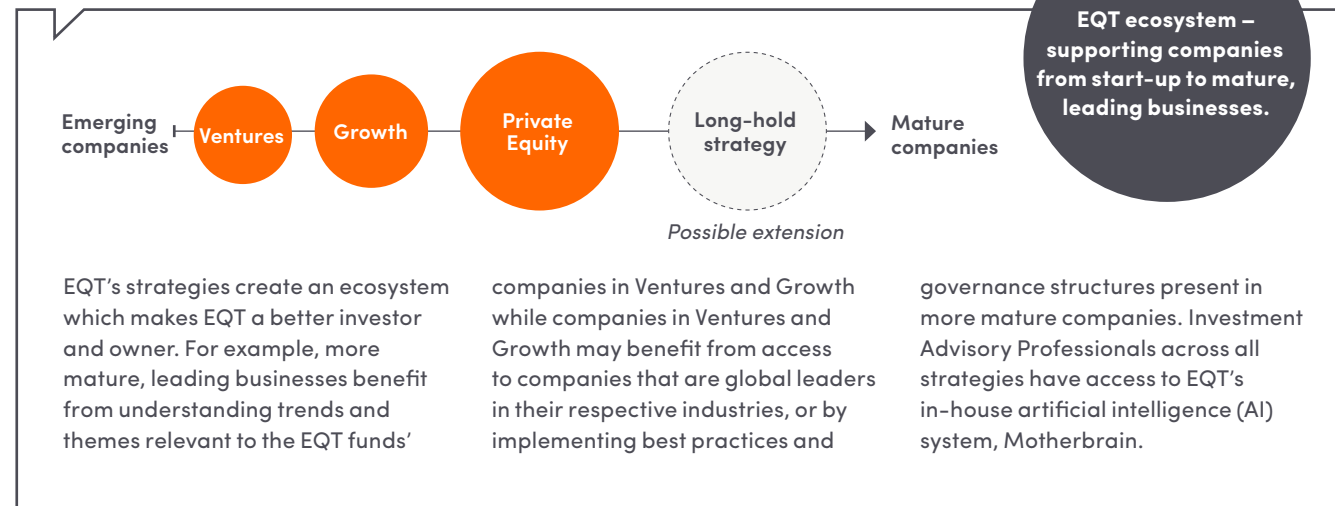 EQT ecosystem –
supporting companies
from start-up to mature,
leading businesses.
Emerging
companies
Ventures
Growth
Private
Equity
Long-hold
strategy
Mature
companies
Possible extension
EQT’s strategies create an ecosystem
which makes EQT a better investor
and owner. For example, more
mature, leading businesses benefit
from understanding trends and
themes relevant to the EQT funds’
companies in Ventures and Growth
while companies in Ventures and
Growth may benefit from access
to companies that are global leaders
in their respective industries, or by
implementing best practices and
governance structures present in
more mature companies. Investment
Advisory Professionals across all
strategies have access to EQT’s
in-house artificial intelligence (AI)
system, Motherbrain.